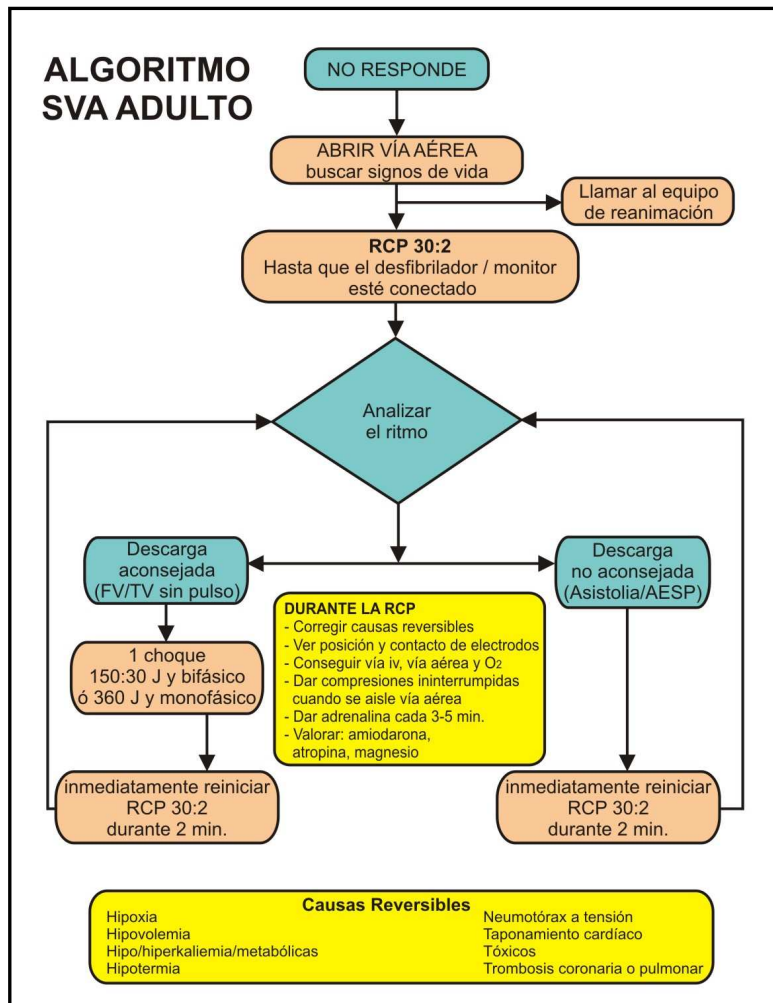 ALGORITMO
SVA ADULTO
NO RESPONDE
ABRIR VÍA AÉREA
buscar signos de vida
Llamar al equipo
de reanimación
RCP 30:2
Hasta que el desfibrilador / monitor
esté conectado
Analizar
el ritmo
Descarga
aconsejada
(FV/TV sin pulso)
Descarga
no aconsejada
(Asistolia/AESP)
1 choque
150:30 J y bifásico
ó 360 J y monofásico
DURANTE LA RCP
- Corregir causas reversibles
- Ver posición y contacto de electrodos
- Conseguir vía iv, vía aérea y O2
- Dar compresiones ininterrumpidas
cuando se aisle vía aérea
- Dar adrenalina cada 3-5 min.
- Valorar: amiodarona,
atropina, magnesio
inmediatamente reiniciar
RCP 30:2
durante 2 min.
inmediatamente reiniciar
RCP 30:2
durante 2 min.
Causas Reversibles
Hipoxia
Hipovolemia
Hipo/hiperkaliemia/metabólicas
Hipotermia
Neumotórax a tensión
Taponamiento cardíaco
Tóxicos
Trombosis coronaria o pulmonar